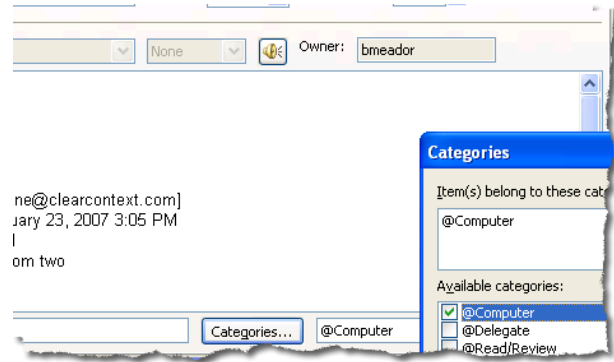 None
Owner:
bmeador
ne@clearcontext.com]
uary 23, 2007 3:05 PM
om two
Categories...
@Computer
Categories
Item(s) belong to these cat
@Computer
Available categories:
@Computer
@Delegate
@Read/Review